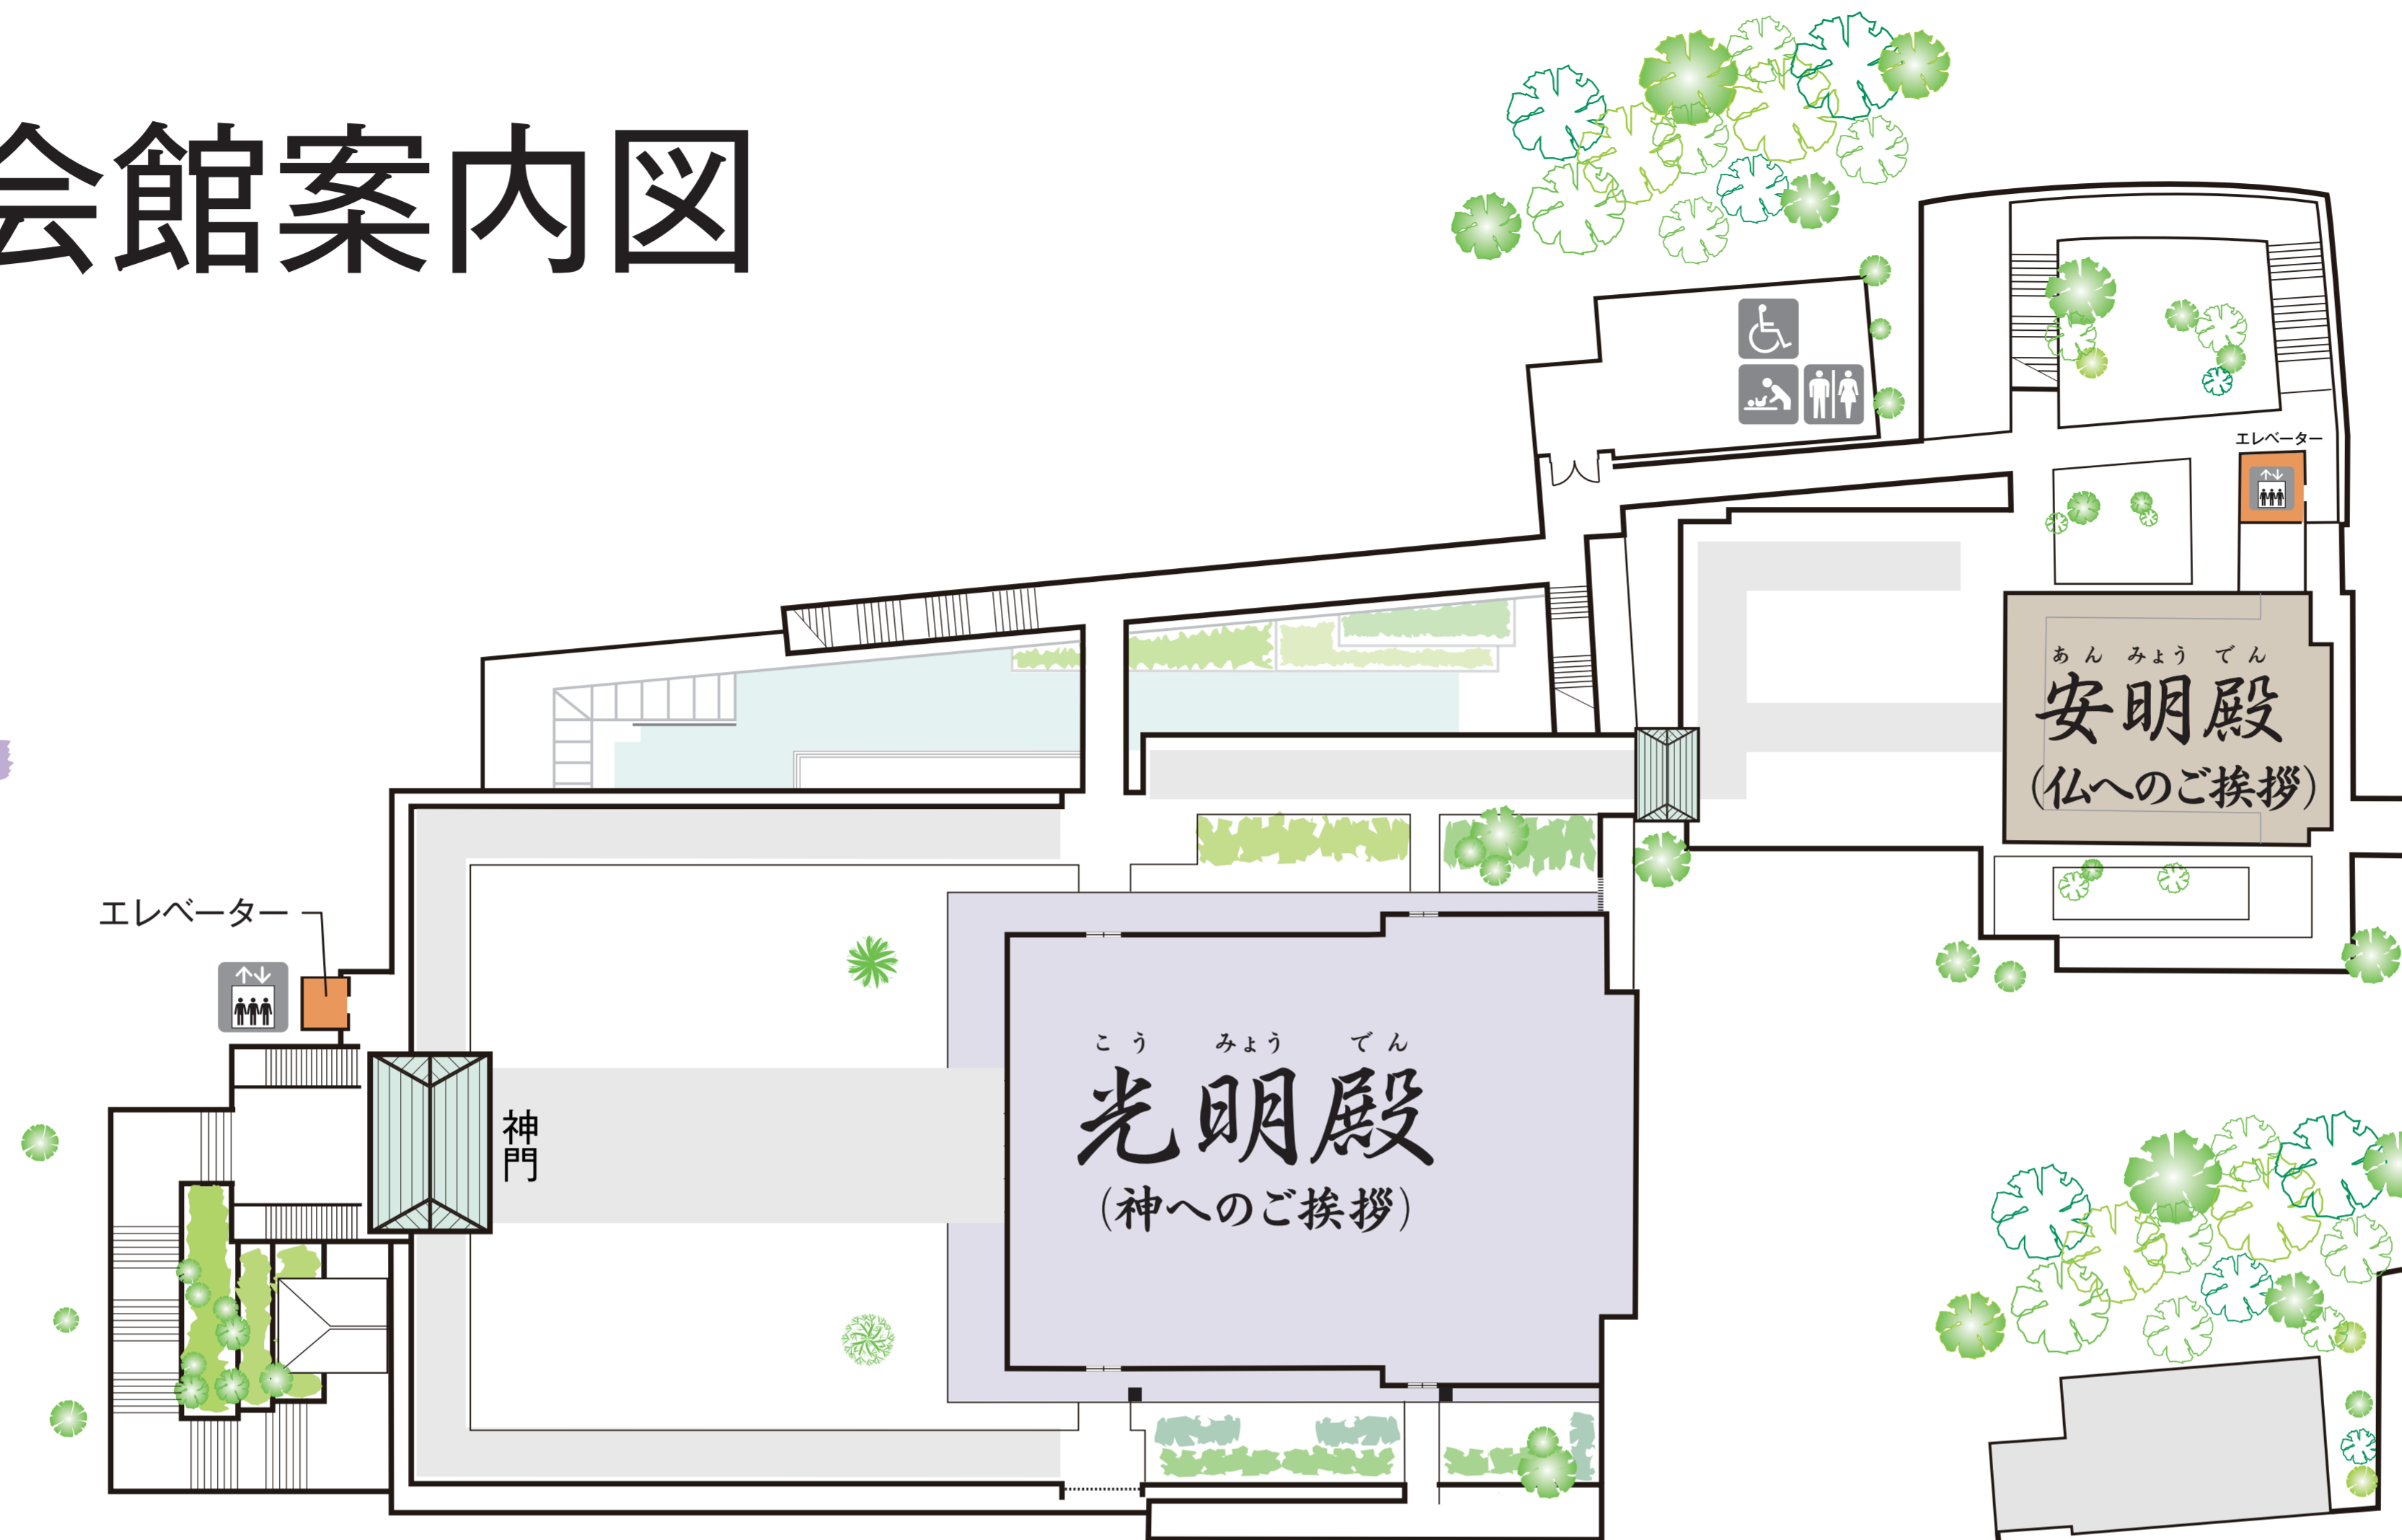 会館案内図
エレベーター
あんみょうでん
安明殿
(仏へのご挨拶)
エレベーター
神門
こうみょうでん
光明殿
(神へのご挨拶)